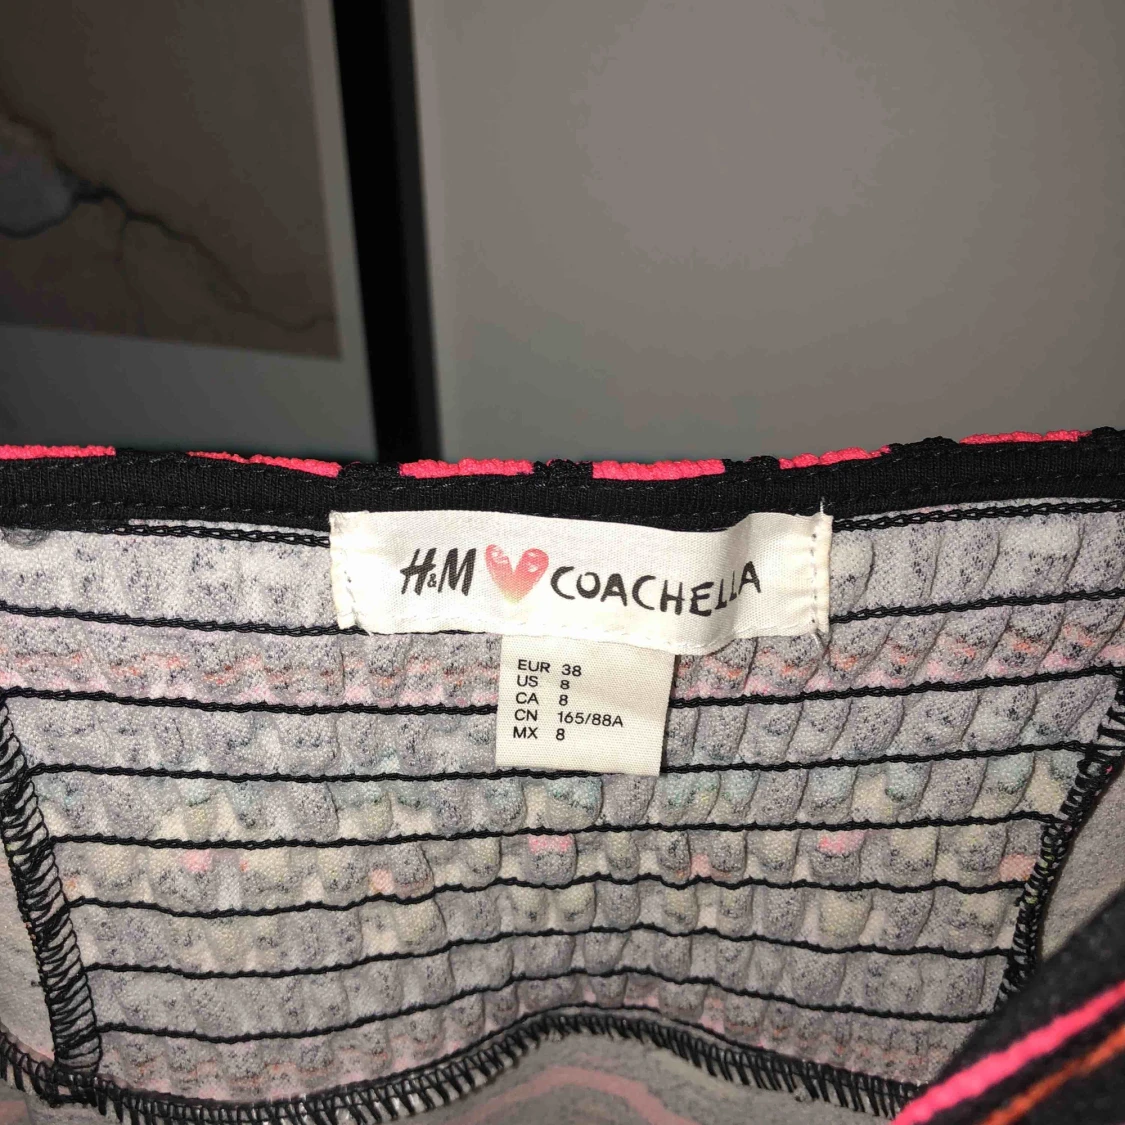 H&M COACHELLA
EUR 38
US 8
CA 8
CN 165/88A
MX 8